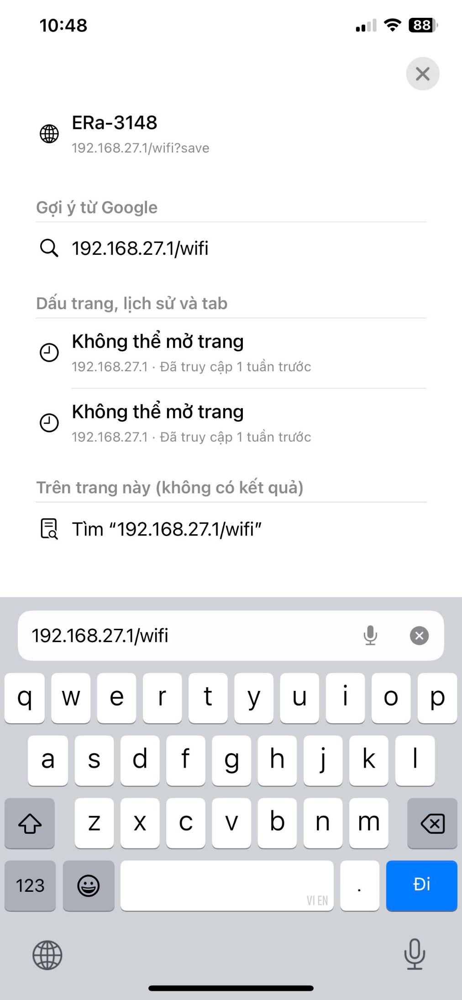 10:48
88
ERa-3148
192.168.27.1/wifi?save
Gợi ý từ Google
192.168.27.1/wifi
Dấu trang, lịch sử và tab
Không thể mở trang
192.168.27.1 · Đã truy cập 1 tuần trước
Không thể mở trang
192.168.27.1 · Đã truy cập 1 tuần trước
Trên trang này (không có kết quả)
Tìm “192.168.27.1/wifi”
192.168.27.1/wifi
q w e r t y u i o p
a s d f g h j k l
z x c v b n m
123 . Đi
VI EN